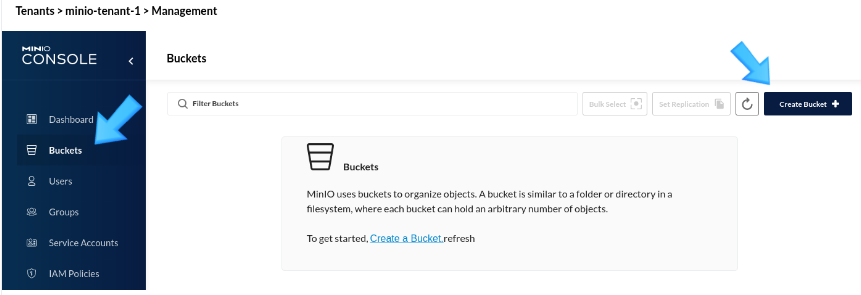 Tenants > minio-tenant-1 > Management
MINIO
CONSOLE
Buckets
Filter Buckets
Bulk Select
Set Replication
Create Bucket
Dashboard
Buckets
Users
Groups
Service Accounts
IAM Policies
Buckets
MinIO uses buckets to organize objects. A bucket is similar to a folder or directory in a
filesystem, where each bucket can hold an arbitrary number of objects.
To get started, Create a Bucket.refresh